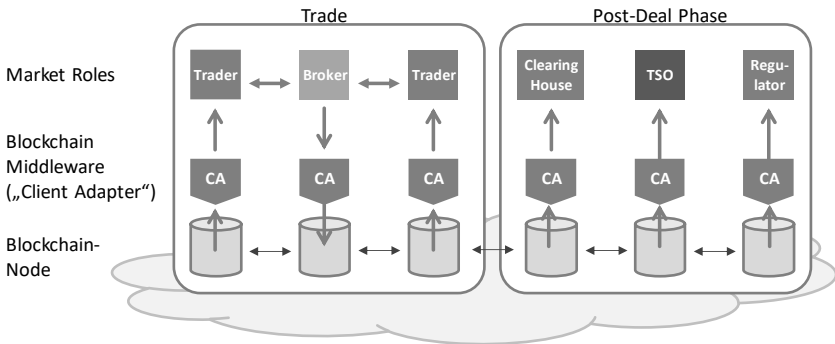 Trade
Post-Deal Phase
Market Roles
Trader
Broker
Trader
Clearing
House
TSO
Regu-
lator
Blockchain
Middleware
(„Client Adapter“)
CA
CA
CA
CA
CA
CA
Blockchain-
Node